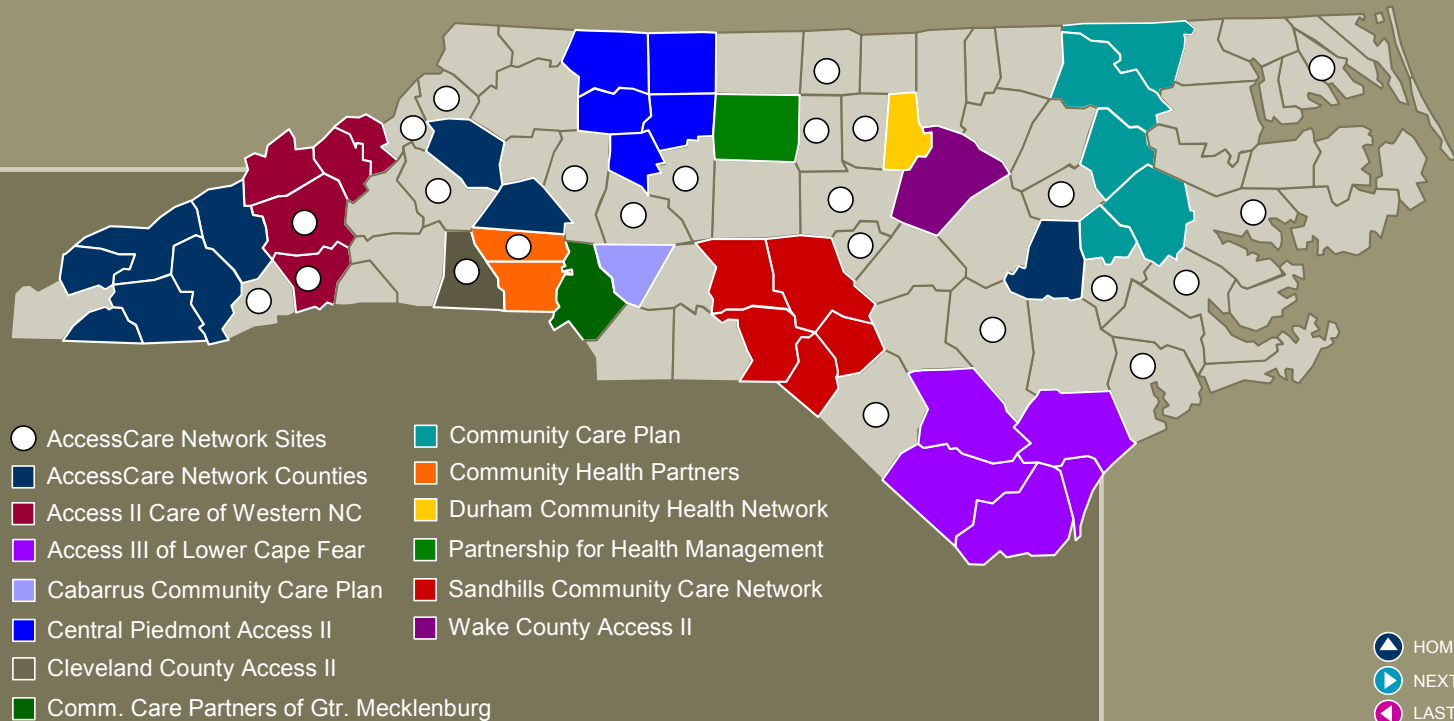 AccessCare Network Sites
AccessCare Network Counties
Access II Care of Western NC
Access III of Lower Cape Fear
Cabarrus Community Care Plan
Central Piedmont Access II
Cleveland County Access II
Comm. Care Partners of Gtr. Mecklenburg
Community Care Plan
Community Health Partners
Durham Community Health Network
Partnership for Health Management
Sandhills Community Care Network
Wake County Access II
HOM
NEXT
LAST